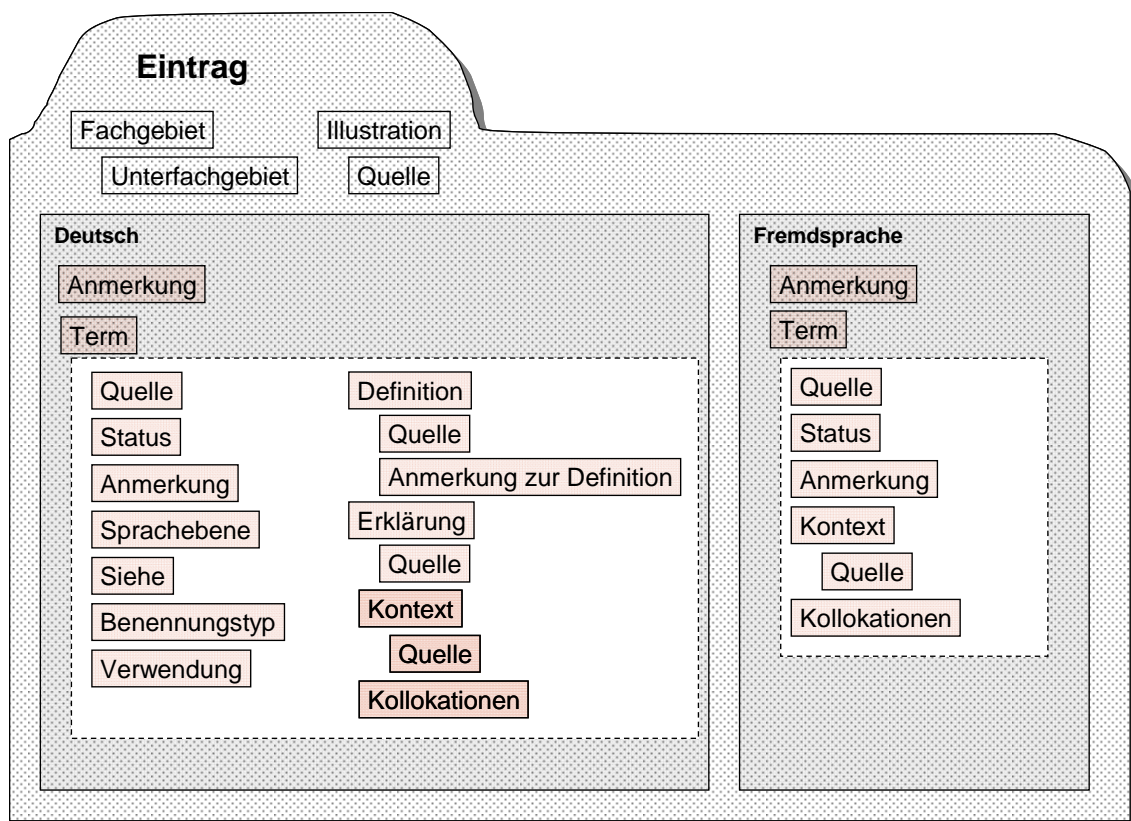 Eintrag
Fachgebiet
Illustration
Unterfachgebiet
Quelle
Deutsch
Anmerkung
Term
Quelle
Status
Anmerkung
Sprachebene
Siehe
Benennungstyp
Verwendung
Definition
Quelle
Anmerkung zur Definition
Erklärung
Quelle
Kontext
Quelle
Kollokationen
Fremdsprache
Anmerkung
Term
Quelle
Status
Anmerkung
Kontext
Quelle
Kollokationen